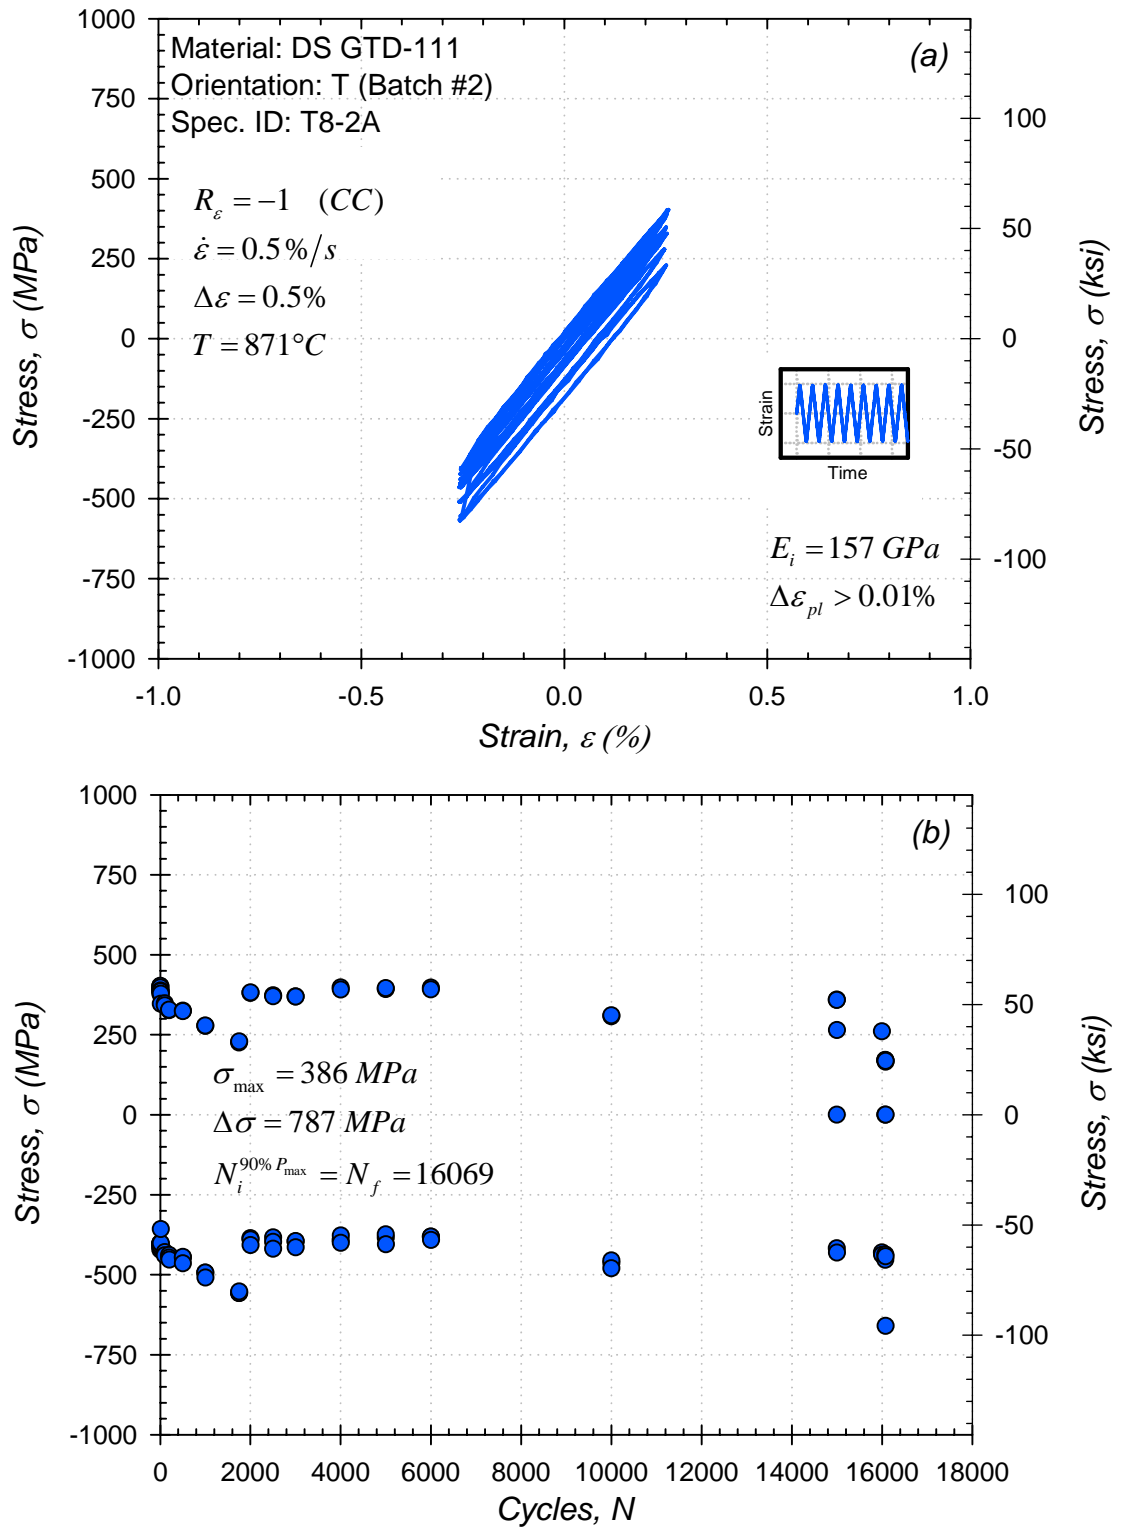 1000
750
500
250
0
-250
-500
-750
-1000
Stress, σ (MPa)
Material: DS GTD-111
Orientation: T (Batch #2)
Spec. ID: T8-2A
(a)
R_ε = −1 (CC)
ε̇ = 0.5%/s
Δε = 0.5%
T = 871°C
100
50
0
-50
-100
Stress, σ (ksi)
Strain
Time
E_i = 157 GPa
Δε_pl > 0.01%
-1.0 -0.5 0.0 0.5 1.0
Strain, ε (%)
1000
750
500
250
0
-250
-500
-750
-1000
Stress, σ (MPa)
(b)
σ_max = 386 MPa
Δσ = 787 MPa
N_i^{90% P_max} = N_f = 16069
100
50
0
-50
-100
Stress, σ (ksi)
0 2000 4000 6000 8000 10000 12000 14000 16000 18000
Cycles, N